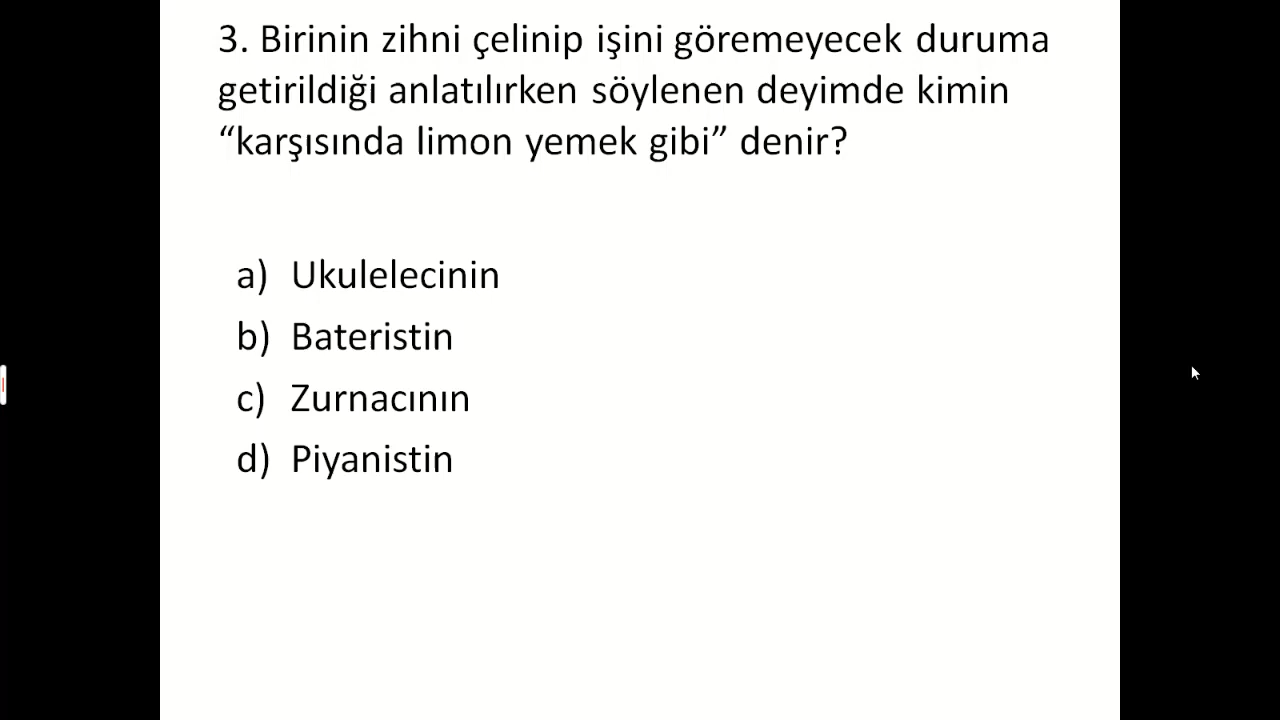 3. Birinin zihni çelinip işini göremeyecek duruma
getirildiği anlatılırken söylenen deyimde kimin
“karşısında limon yemek gibi” denir?
a) Ukulelecinin
b) Bateristin
c) Zurnacının
d) Piyanistin